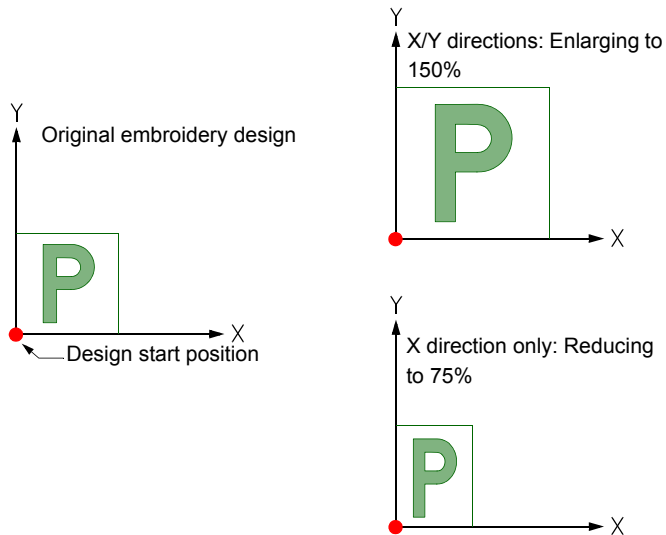 Y
Original embroidery design
P
X
Design start position
Y
X/Y directions: Enlarging to
150%
P
X
Y
X direction only: Reducing
to 75%
P
X